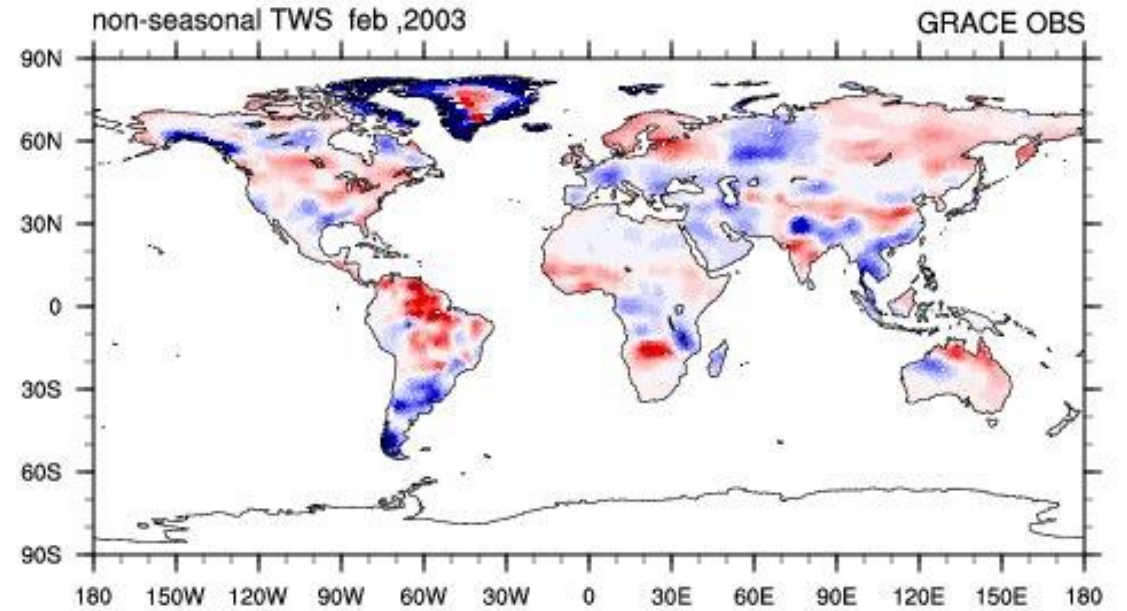 non-seasonal TWS feb ,2003
GRACE OBS
90N
60N
30N
0
30S
60S
90S
180 150W 120W 90W 60W 30W 0 30E 60E 90E 120E 150E 180